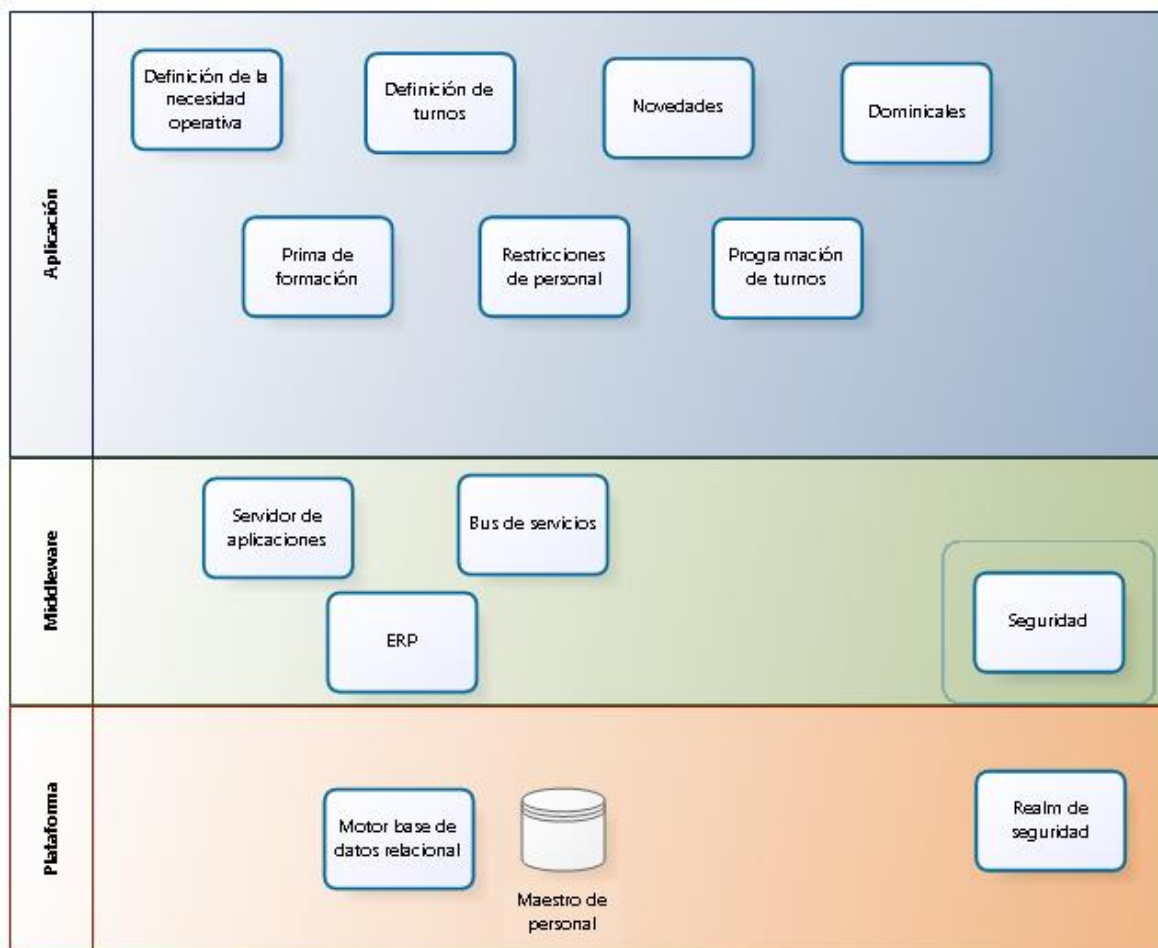 Aplicación
Definición de la
necesidad
operativa
Definición de
turnos
Novedades
Dominicales
Prima de
formación
Restricciones
de personal
Programación
de turnos
Middleware
Servidor de
aplicaciones
Bus de servicios
ERP
Seguridad
Plataforma
Motor base de
datos relacional
Maestro de
personal
Realm de
seguridad